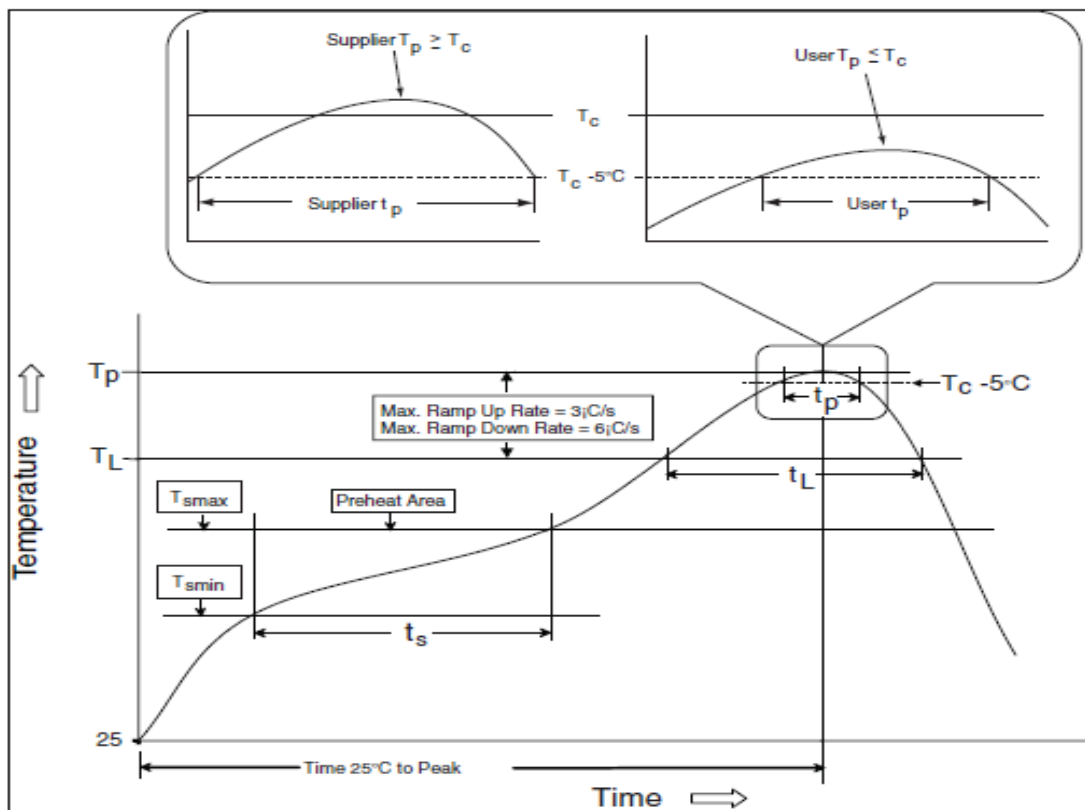 Supplier Tp ≥ Tc
User Tp ≤ Tc
Tc
Tc -5°C
Supplier tp
User tp
Tp
Tc -5°C
tp
Max. Ramp Up Rate = 3¡C/s
Max. Ramp Down Rate = 6¡C/s
TL
tL
Tsmax
Preheat Area
Tsmin
ts
Temperature
25
Time 25°C to Peak
Time